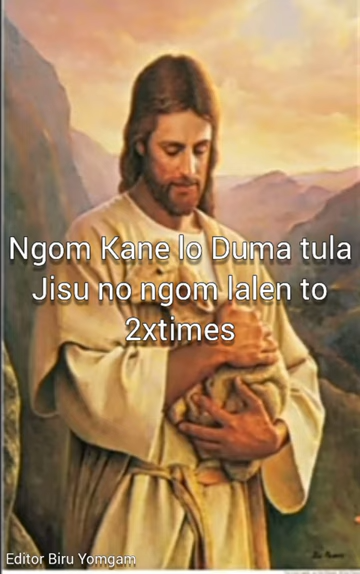 Ngom Kane lo Duma tula
Jisu no ngom lalen to
2xtimes
Editor Biru Yomgam